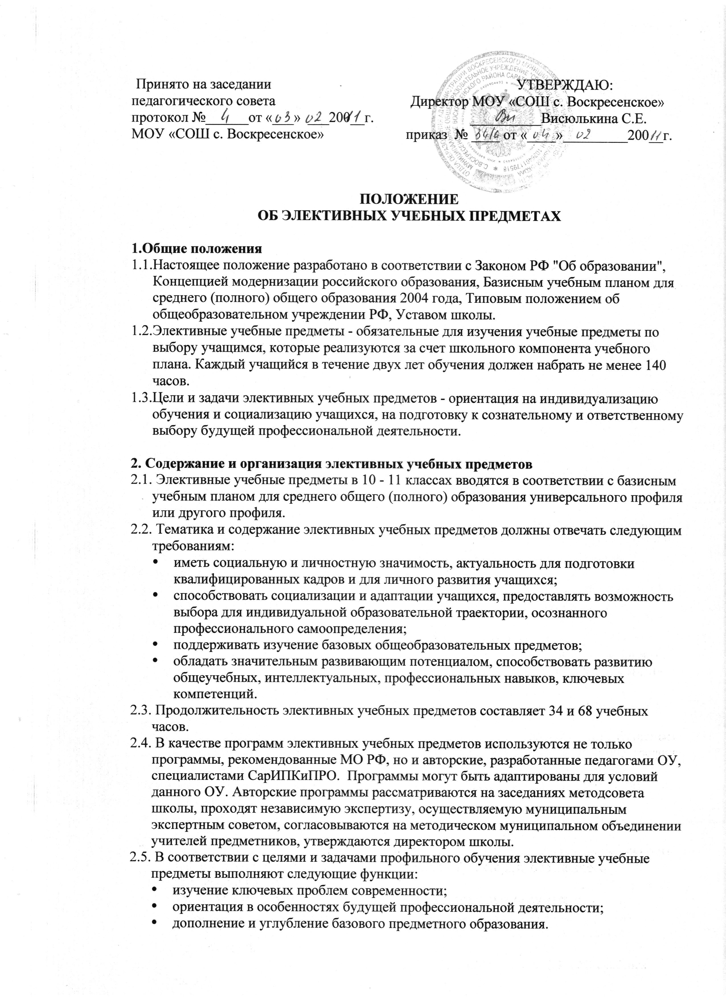 Принято на заседании
педагогического совета
протокол № 4 от «03» 02 20011 г.
МОУ «СОШ с. Воскресенское»
УТВЕРЖДАЮ:
Директор МОУ «СОШ с. Воскресенское»
Висюлькина С.Е.
приказ № от «04» 02 20011г.
ПОЛОЖЕНИЕ
ОБ ЭЛЕКТИВНЫХ УЧЕБНЫХ ПРЕДМЕТАХ
1.Общие положения
1.1.Настоящее положение разработано в соответствии с Законом РФ "Об образовании",
Концепцией модернизации российского образования, Базисным учебным планом для
среднего (полного) общего образования 2004 года, Типовым положением об
общеобразовательном учреждении РФ, Уставом школы.
1.2.Элективные учебные предметы - обязательные для изучения учебные предметы по
выбору учащимся, которые реализуются за счет школьного компонента учебного
плана. Каждый учащийся в течение двух лет обучения должен набрать не менее 140
часов.
1.3.Цели и задачи элективных учебных предметов - ориентация на индивидуализацию
обучения и социализацию учащихся, на подготовку к сознательному и ответственному
выбору будущей профессиональной деятельности.
2. Содержание и организация элективных учебных предметов
2.1. Элективные учебные предметы в 10 - 11 классах вводятся в соответствии с базисным
учебным планом для среднего общего (полного) образования универсального профиля
или другого профиля.
2.2. Тематика и содержание элективных учебных предметов должны отвечать следующим
требованиям:
• иметь социальную и личностную значимость, актуальность для подготовки
квалифицированных кадров и для личного развития учащихся;
• способствовать социализации и адаптации учащихся, предоставлять возможность
выбора для индивидуальной образовательной траектории, осознанного
профессионального самоопределения;
• поддерживать изучение базовых общеобразовательных предметов;
• обладать значительным развивающим потенциалом, способствовать развитию
общеучебных, интеллектуальных, профессиональных навыков, ключевых
компетенций.
2.3. Продолжительность элективных учебных предметов составляет 34 и 68 учебных
часов.
2.4. В качестве программ элективных учебных предметов используются не только
программы, рекомендованные МО РФ, но и авторские, разработанные педагогами ОУ,
специалистами СарИПКиПРО. Программы могут быть адаптированы для условий
данного ОУ. Авторские программы рассматриваются на заседаниях методсовета
школы, проходят независимую экспертизу, осуществляемую муниципальным
экспертным советом, согласовываются на методическом муниципальном объединении
учителей предметников, утверждаются директором школы.
2.5. В соответствии с целями и задачами профильного обучения элективные учебные
предметы выполняют следующие функции:
• изучение ключевых проблем современности;
• ориентация в особенностях будущей профессиональной деятельности;
• дополнение и углубление базового предметного образования.